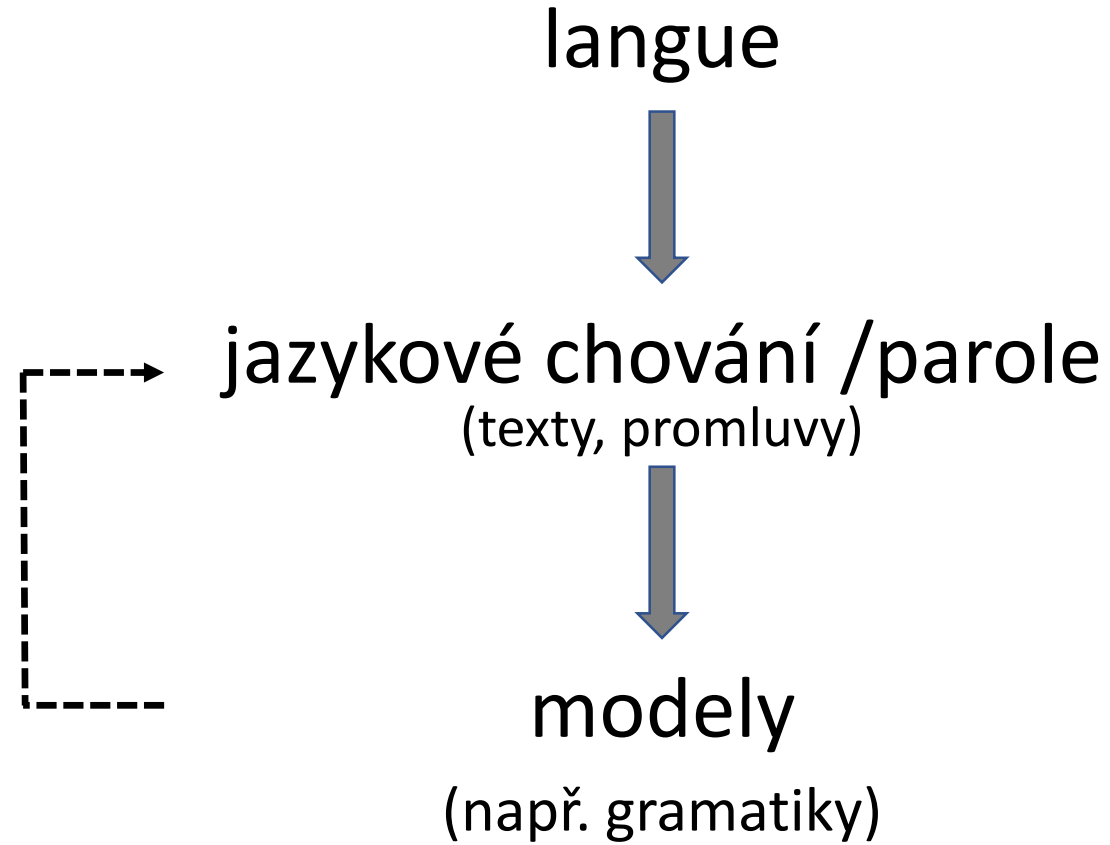 langue
jazykové chování /parole
(texty, promluvy)
modely
(např. gramatiky)